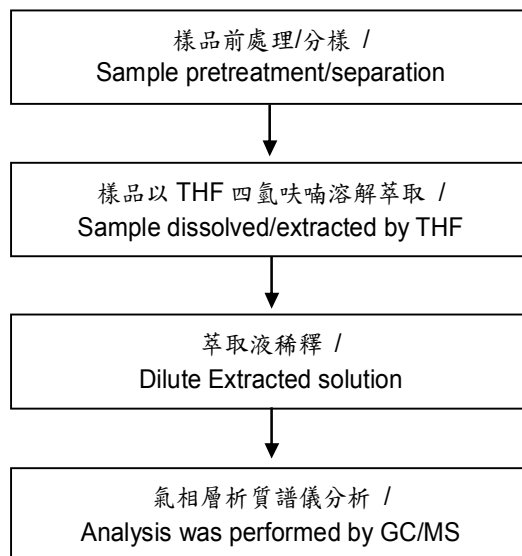 樣品前處理/分樣 /
Sample pretreatment/separation
樣品以 THF 四氫呋喃溶解萃取 /
Sample dissolved/extracted by THF
萃取液稀釋 /
Dilute Extracted solution
氣相層析質譜儀分析 /
Analysis was performed by GC/MS